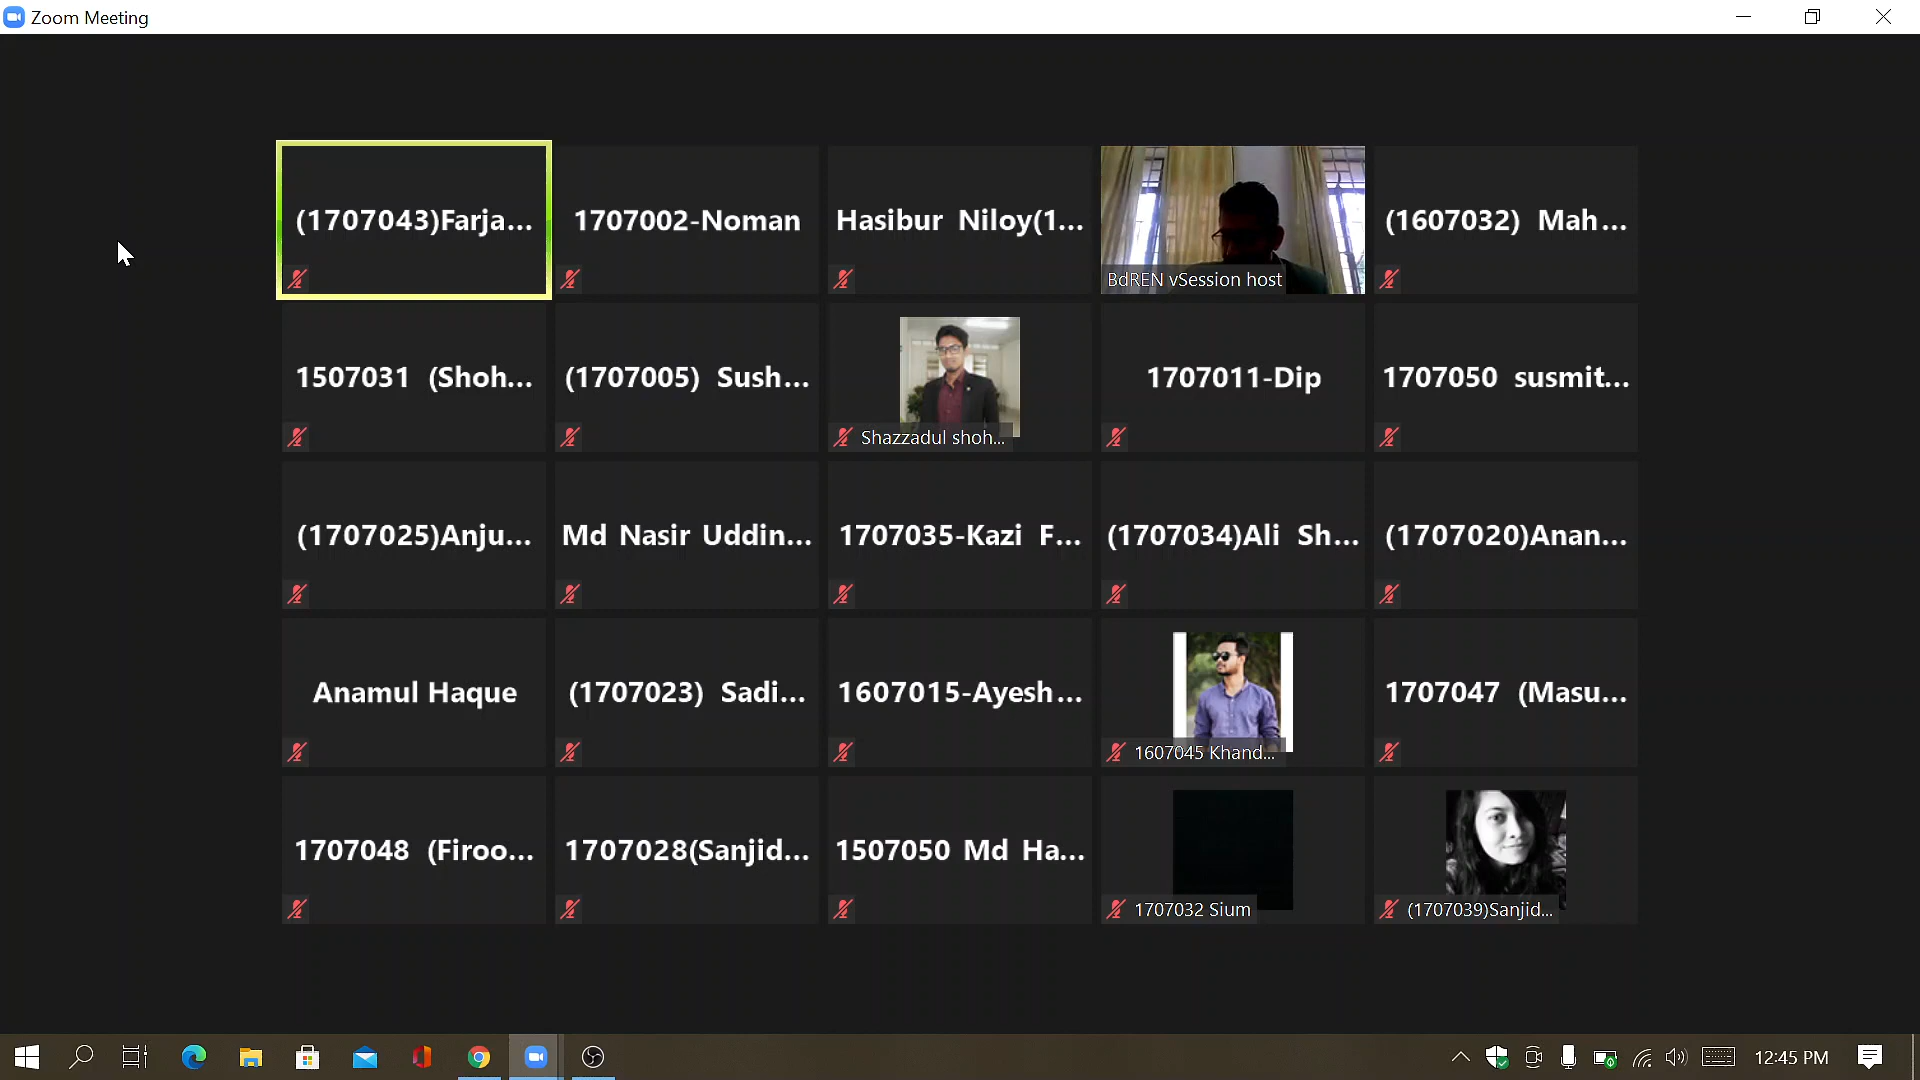 Zoom Meeting
(1707043)Farja...
1707002-Noman
Hasibur Niloy(1...
BdREN vSession host
(1607032) Mah...
1507031 (Shoh...
(1707005) Sush...
Shazzadul shoh...
1707011-Dip
1707050 susmit...
(1707025)Anju...
Md Nasir Uddin...
1707035-Kazi F...
(1707034)Ali Sh...
(1707020)Anan...
Anamul Haque
(1707023) Sadi...
1607015-Ayesh...
1607045 Khand...
1707047 (Masu...
1707048 (Firoo...
1707028(Sanjid...
1507050 Md Ha...
1707032 Sium
(1707039)Sanjid...
12:45 PM